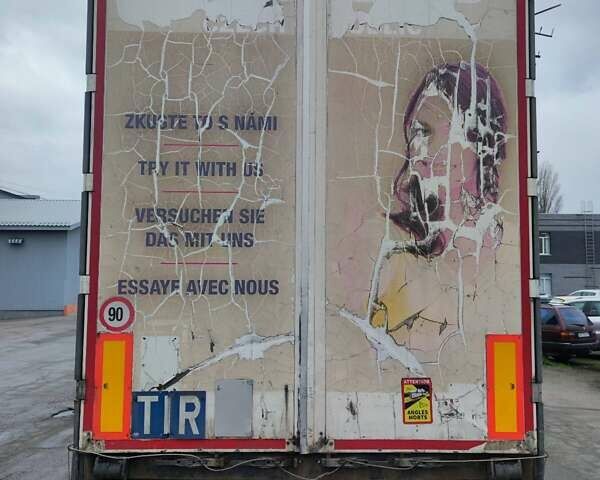 ZKUSTE TO S NÁMI
TRY IT WITH US
VERSUCHEN SIE
DAS MIT UNS
ESSAYE AVEC NOUS
90
TIR
ATTENTION
ANGLES
MORTS